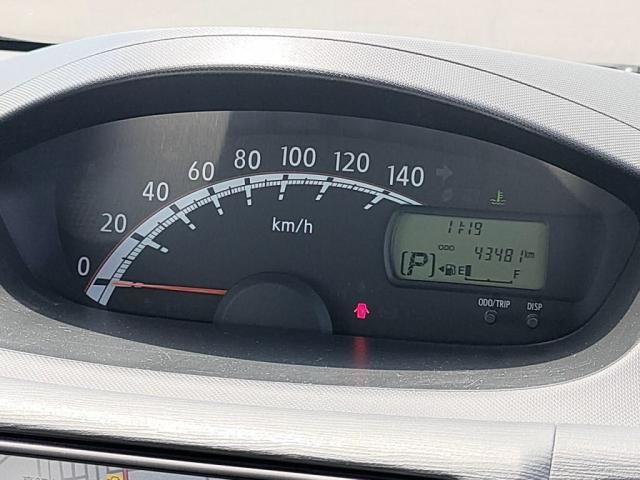 0 20 40 60 80 100 120 140
km/h
11:19
ODO 43481km
P E F
ODO/TRIP DISP